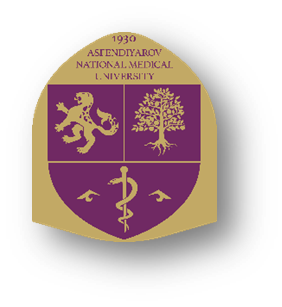 1930
ASFENDIYAROV
NATIONAL MEDICAL
UNIVERSITY